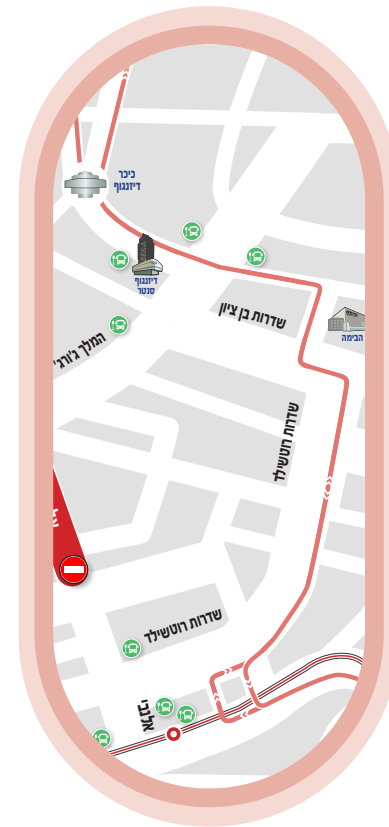 כיכר
דיזנגוף
דיזנגוף
סנטר
שדרות בן ציון
הבימה
המלך ג'ורג'
שדרות רוטשילד
שדרות רוטשילד
אלנבי